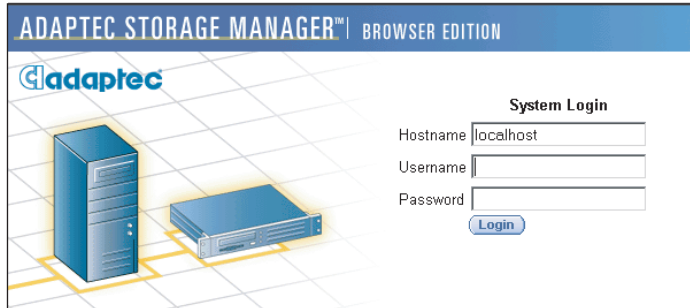 ADAPTEC STORAGE MANAGER™ | BROWSER EDITION
adaptec
System Login
Hostname localhost
Username
Password
Login